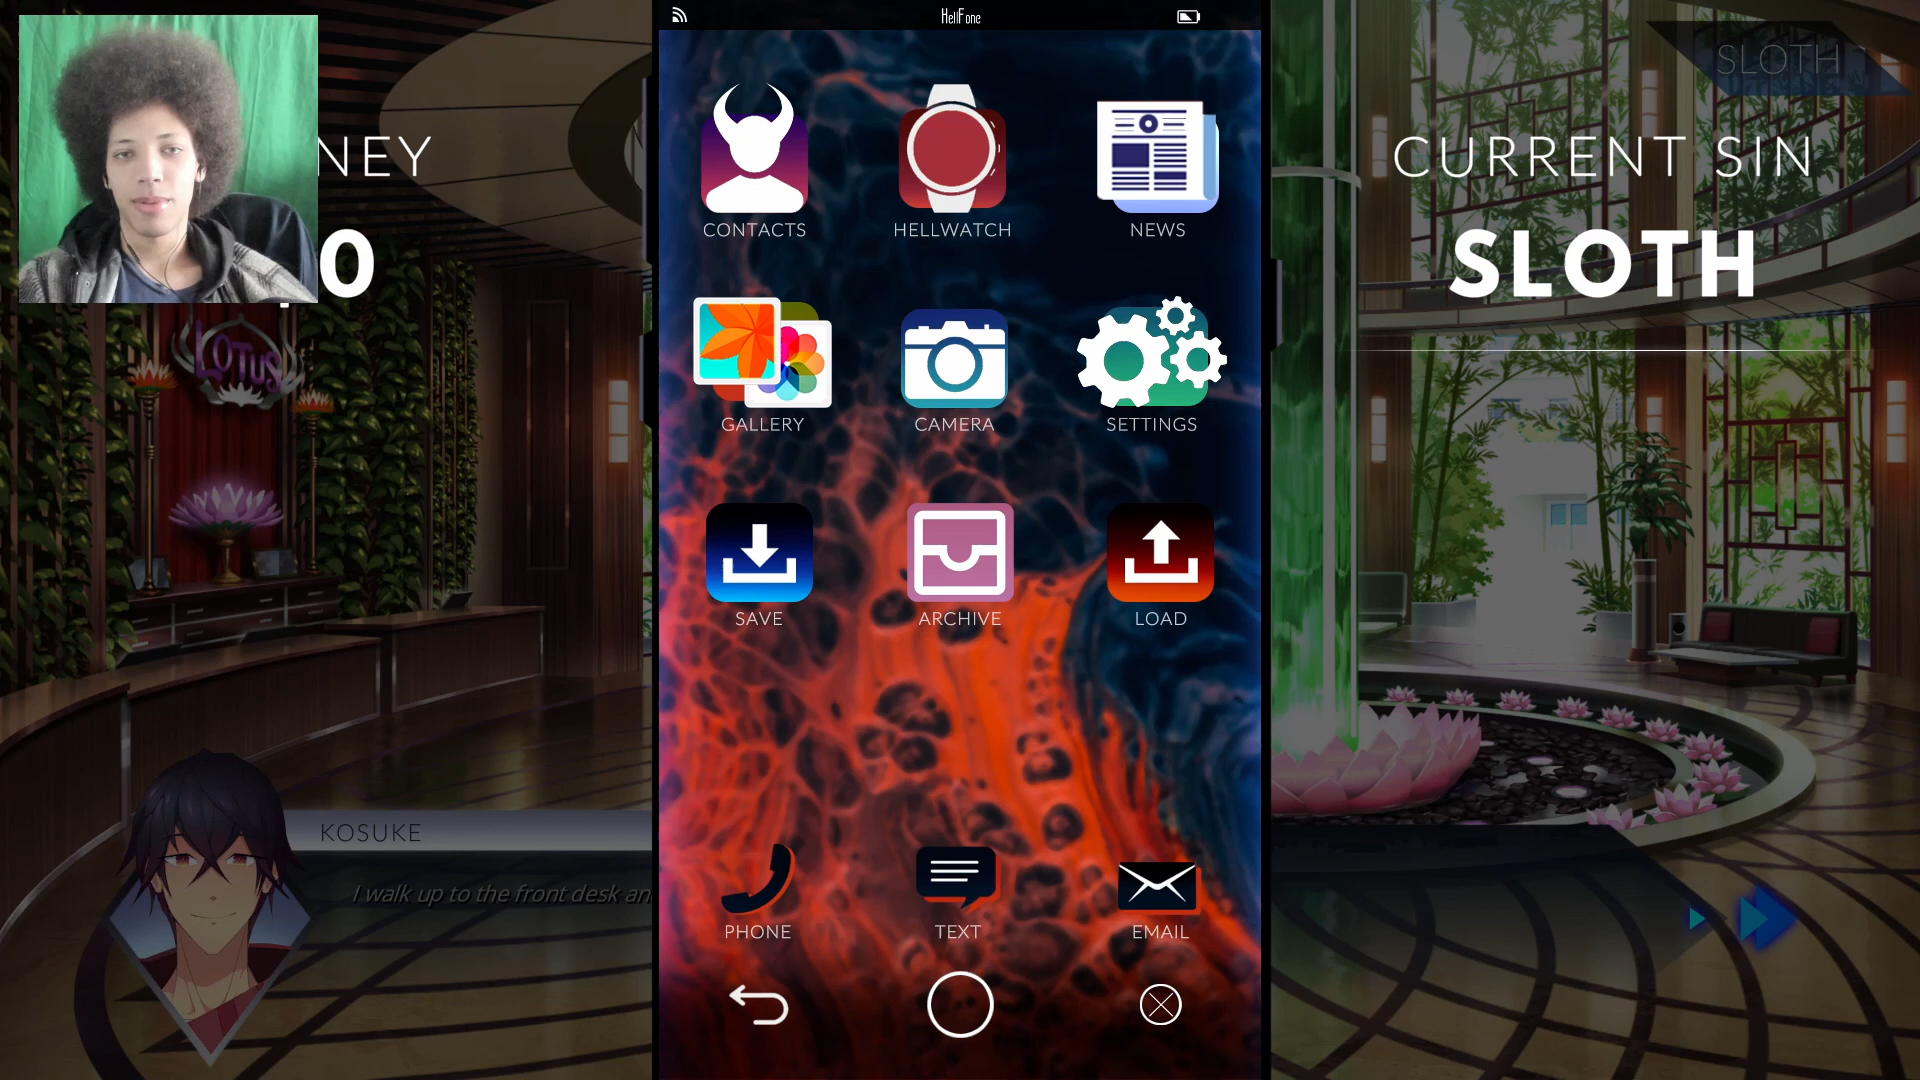 HellFone
SLOTH
NEY
0
CURRENT SIN
SLOTH
CONTACTS
HELLWATCH
NEWS
LOTUS
GALLERY
CAMERA
SETTINGS
SAVE
ARCHIVE
LOAD
KOSUKE
I walk up to the front desk an
PHONE
TEXT
EMAIL